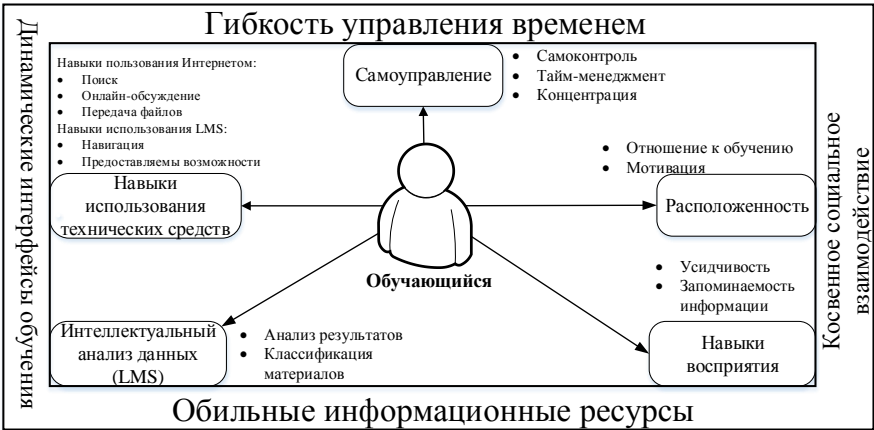 Гибкость управления временем
Динамические интерфейсы обучения
Навыки пользования Интернетом:
• Поиск
• Онлайн-обсуждение
• Передача файлов
Навыки использования LMS:
• Навигация
• Предоставляемы возможности
Навыки
использования
технических средств
Самоуправление
• Самоконтроль
• Тайм-менеджмент
• Концентрация
• Отношение к обучению
• Мотивация
Расположенность
Обучающийся
• Усидчивость
• Запоминаемость
информации
Навыки
восприятия
Интеллектуальный
анализ данных
(LMS)
• Анализ результатов
• Классификация
материалов
Косвенное социальное
взаимодействие
Обильные информационные ресурсы